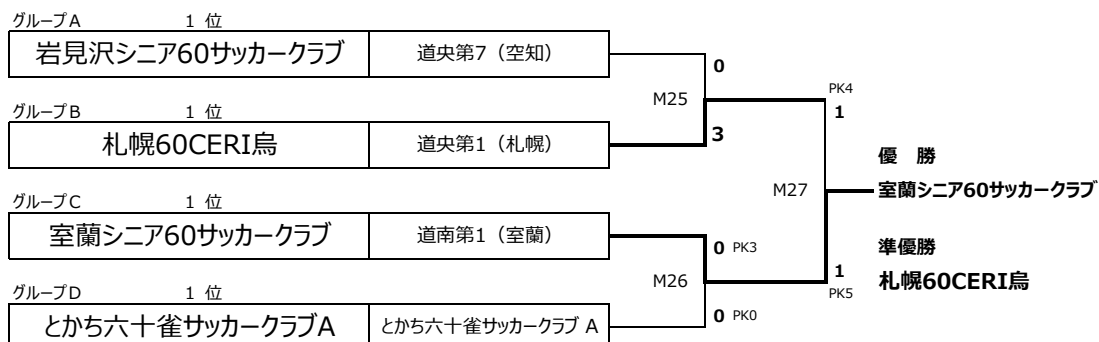 グループA 1 位
岩見沢シニア60サッカークラブ 道央第7（空知）
0
M25
PK4
1
グループB 1 位
札幌60CERI烏 道央第1（札幌）
3
優 勝
M27
室蘭シニア60サッカークラブ
グループC 1 位
室蘭シニア60サッカークラブ 道南第1（室蘭）
0 PK3
準優勝
M26
1
PK5
札幌60CERI烏
グループD 1 位
とかち六十雀サッカークラブA とかち六十雀サッカークラブ A
0 PK0